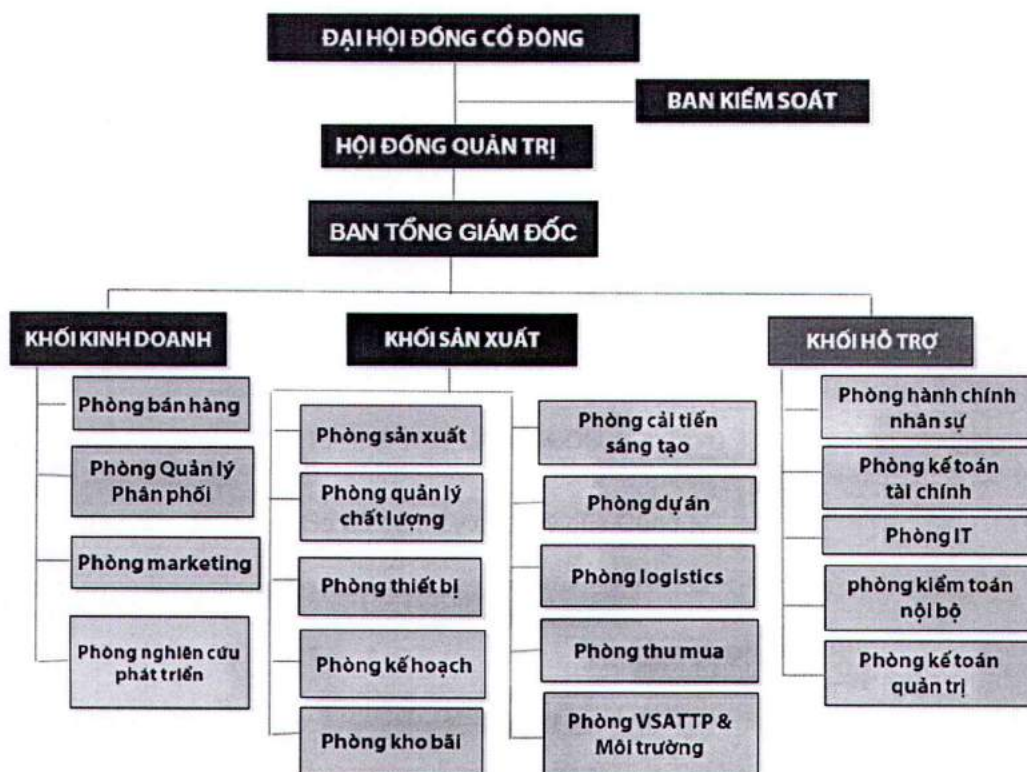 ĐẠI HỘI ĐỒNG CỔ ĐÔNG
BAN KIỂM SOÁT
HỘI ĐỒNG QUẢN TRỊ
BAN TỔNG GIÁM ĐỐC
KHỐI KINH DOANH
Phòng bán hàng
Phòng Quản lý
Phân phối
Phòng marketing
Phòng nghiên cứu
phát triển
KHỐI SẢN XUẤT
Phòng sản xuất
Phòng quản lý
chất lượng
Phòng thiết bị
Phòng kế hoạch
Phòng kho bãi
Phòng cải tiến
sáng tạo
Phòng dự án
Phòng logistics
Phòng thu mua
Phòng VSATTP &
Môi trường
KHỐI HỖ TRỢ
Phòng hành chính
nhân sự
Phòng kế toán
tài chính
Phòng IT
phòng kiểm toán
nội bộ
Phòng kế toán
quản trị